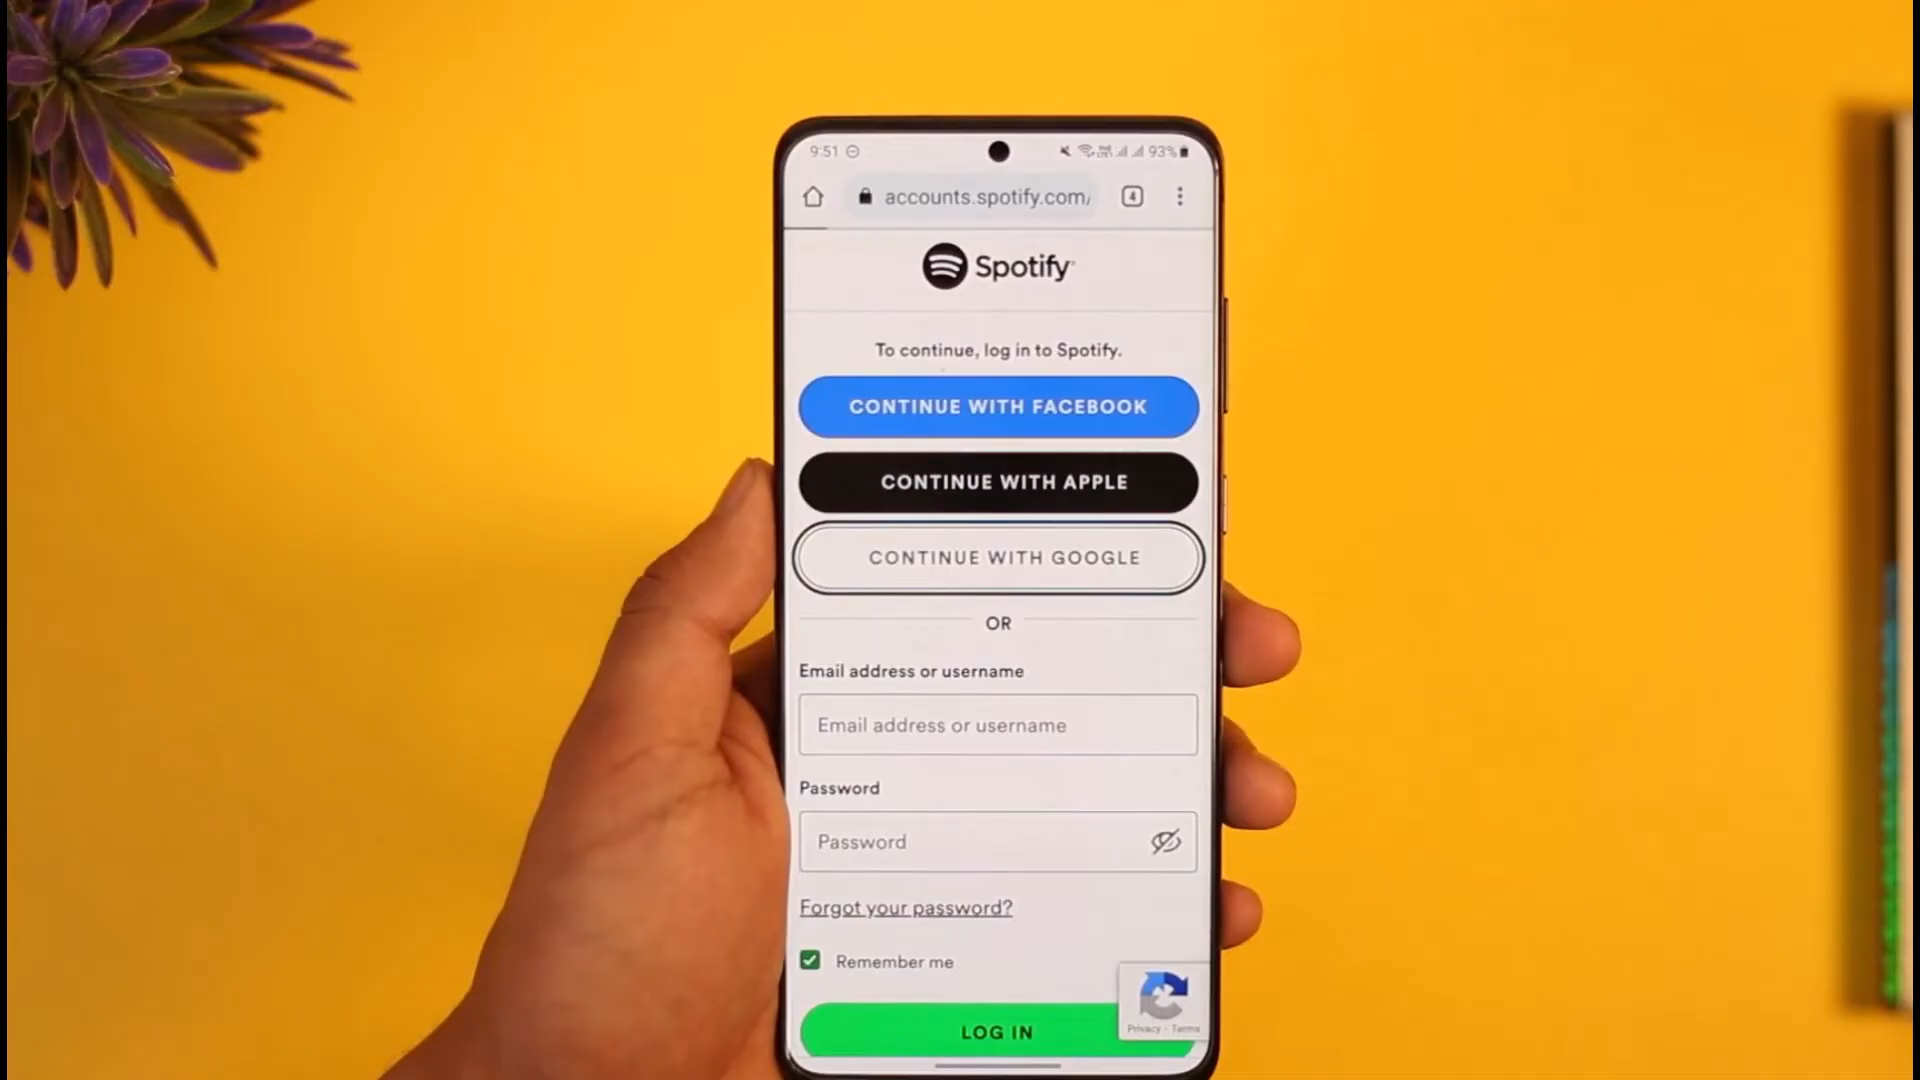 9:51 93%
accounts.spotify.com/ 4
Spotify
To continue, log in to Spotify.
CONTINUE WITH FACEBOOK
CONTINUE WITH APPLE
CONTINUE WITH GOOGLE
OR
Email address or username
Email address or username
Password
Password
Forgot your password?
Remember me
Privacy - Terms
LOG IN